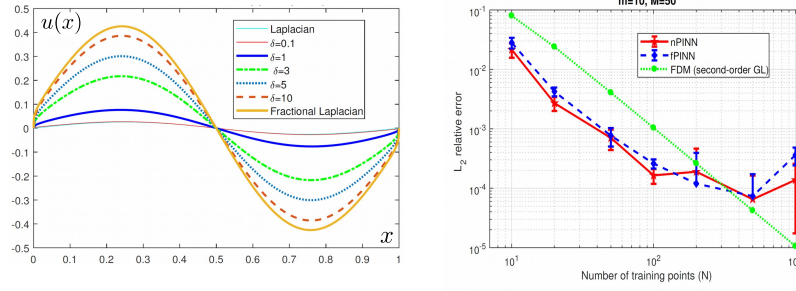 u(x)
0.5
0.4
0.3
0.2
0.1
0
-0.1
-0.2
-0.3
-0.4
-0.5
Laplacian
δ=0.1
δ=1
δ=3
δ=5
δ=10
Fractional Laplacian
x
0 0.1 0.2 0.3 0.4 0.5 0.6 0.7 0.8 0.9 1
m=10, M=50
10⁻¹
10⁻²
10⁻³
10⁻⁴
10⁻⁵
L₂ relative error
nPINN
fPINN
FDM (second-order GL)
10¹ 10²
Number of training points (N)